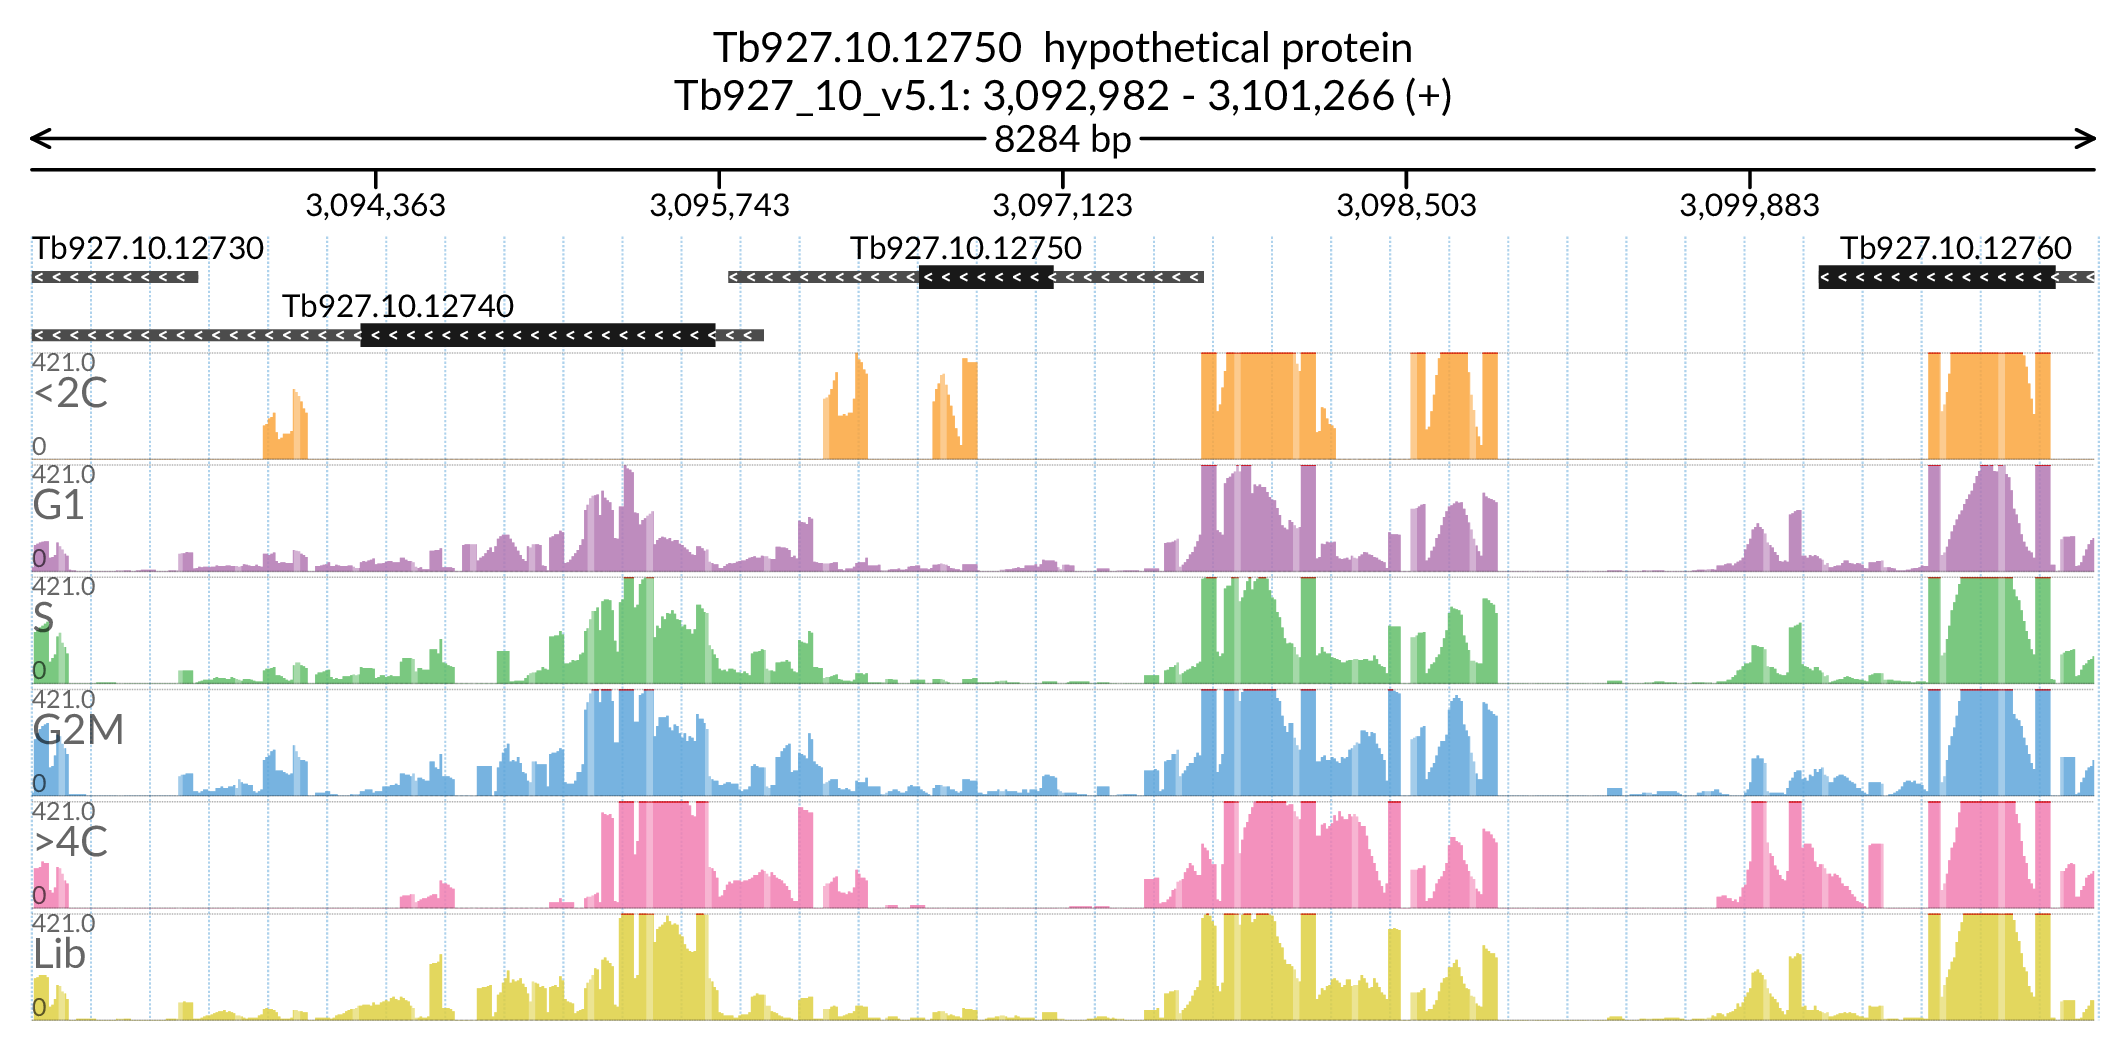 Tb927.10.12750 hypothetical protein
Tb927_10_v5.1: 3,092,982 - 3,101,266 (+)
8284 bp
3,094,363 3,095,743 3,097,123 3,098,503 3,099,883
Tb927.10.12730 Tb927.10.12750 Tb927.10.12760
Tb927.10.12740
421.0
<2C
0
421.0
G1
0
421.0
S
0
421.0
G2M
0
421.0
>4C
0
421.0
Lib
0